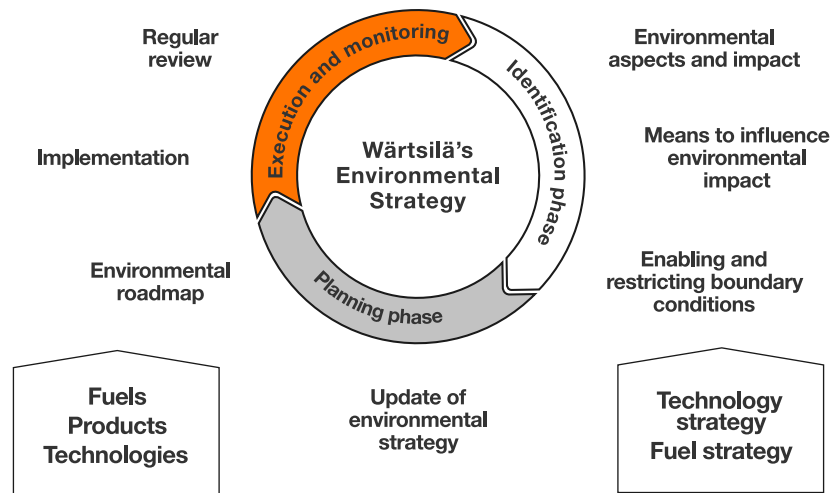 Regular
review
Implementation
Environmental
roadmap
Execution and monitoring
Identification phase
Planning phase
Wärtsilä's
Environmental
Strategy
Environmental
aspects and impact
Means to influence
environmental
impact
Enabling and
restricting boundary
conditions
Fuels
Products
Technologies
Update of
environmental
strategy
Technology
strategy
Fuel strategy